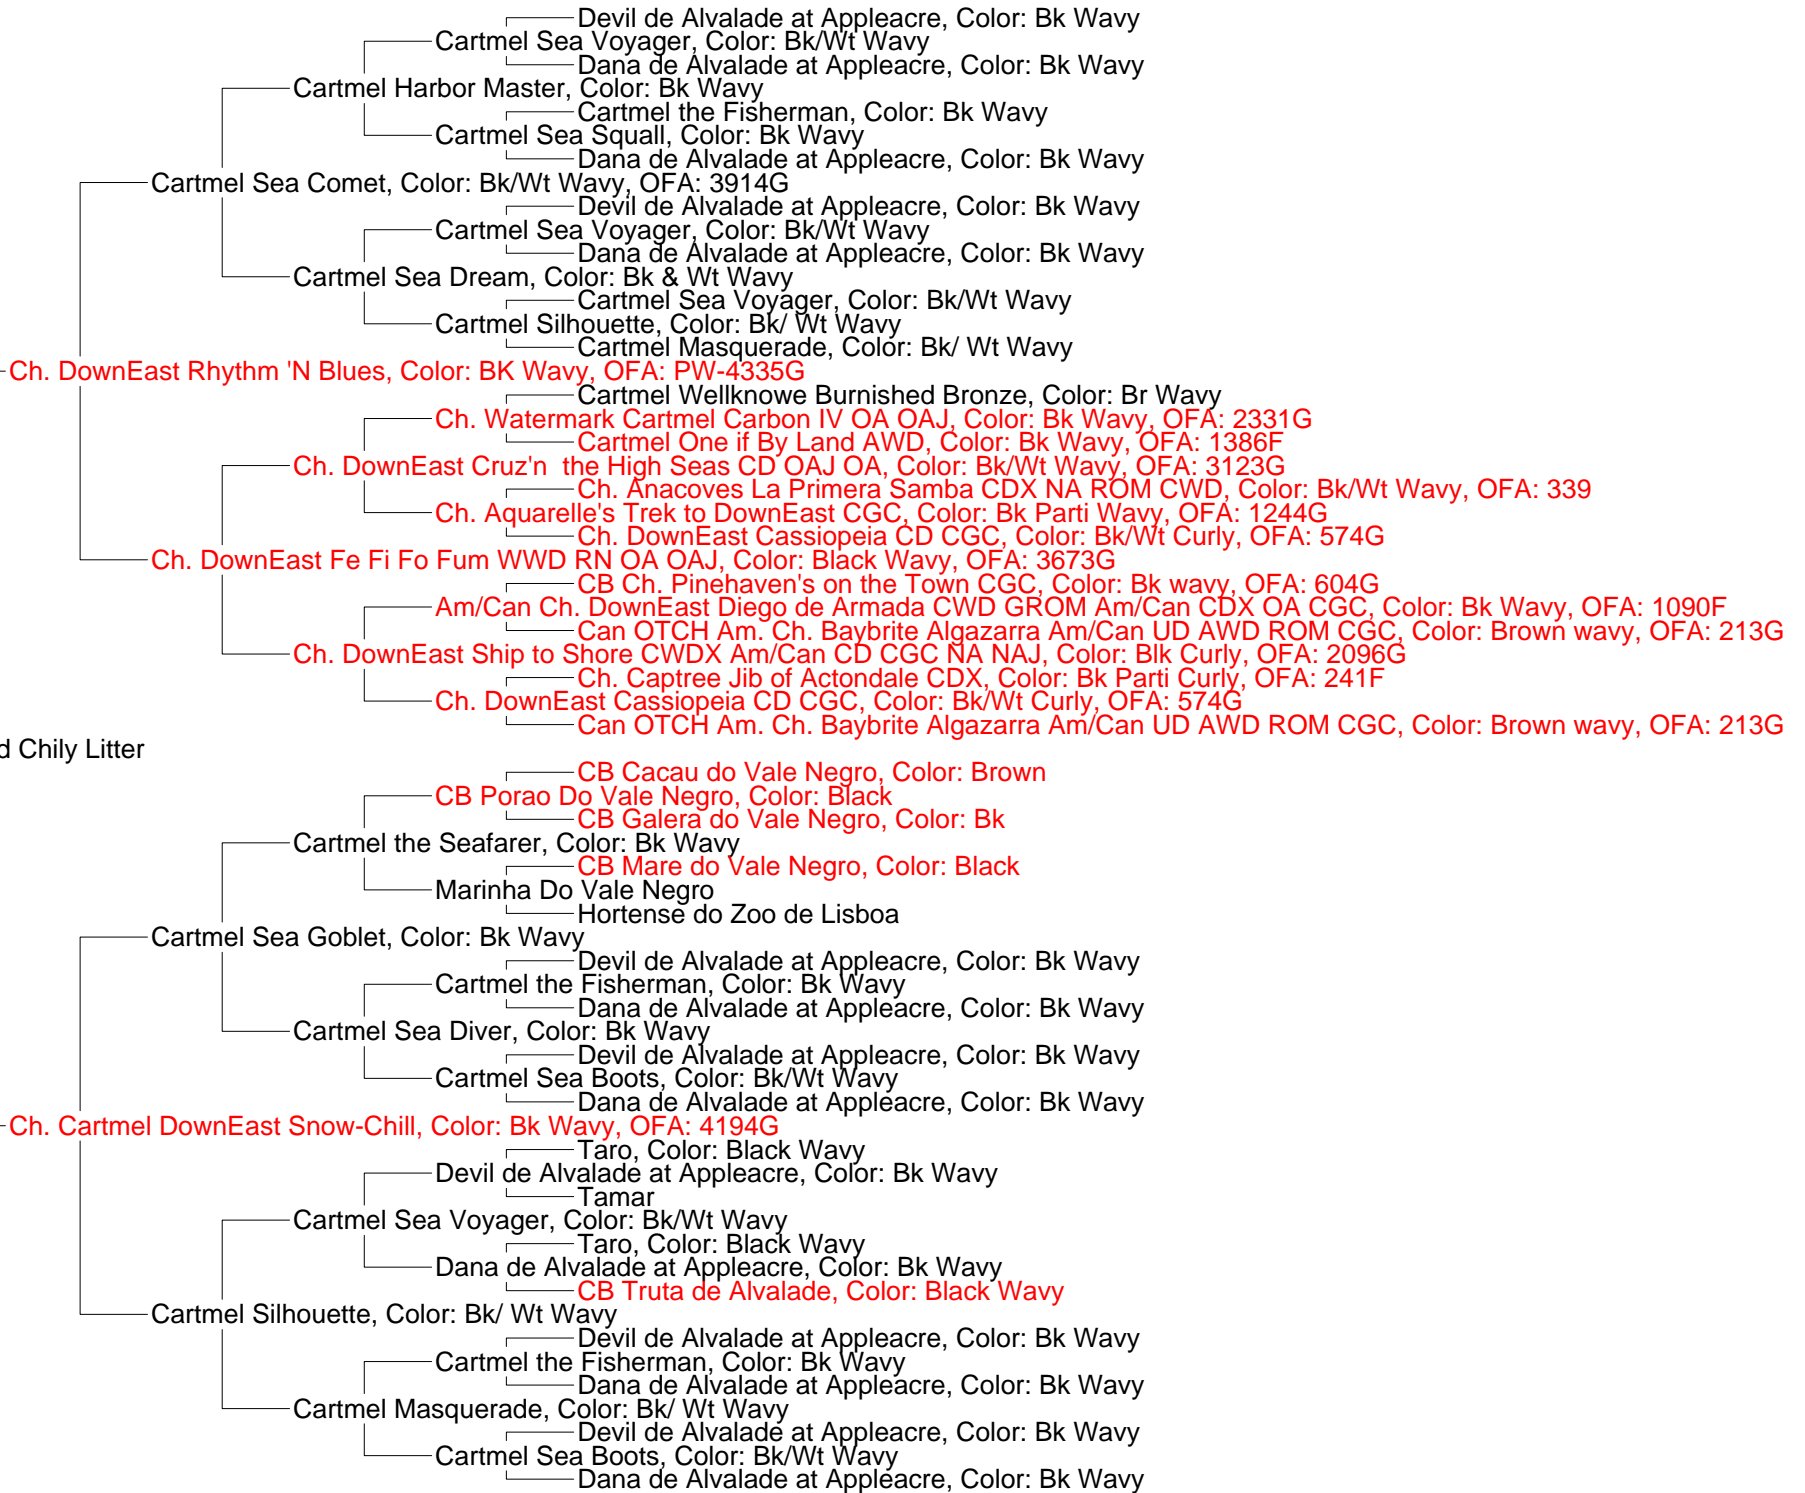 Devil de Alvalade at Appleacre, Color: Bk Wavy
Cartmel Sea Voyager, Color: Bk/Wt Wavy
Dana de Alvalade at Appleacre, Color: Bk Wavy
Cartmel Harbor Master, Color: Bk Wavy
Cartmel the Fisherman, Color: Bk Wavy
Cartmel Sea Squall, Color: Bk Wavy
Dana de Alvalade at Appleacre, Color: Bk Wavy
Cartmel Sea Comet, Color: Bk/Wt Wavy, OFA: 3914G
Devil de Alvalade at Appleacre, Color: Bk Wavy
Cartmel Sea Voyager, Color: Bk/Wt Wavy
Dana de Alvalade at Appleacre, Color: Bk Wavy
Cartmel Sea Dream, Color: Bk & Wt Wavy
Cartmel Sea Voyager, Color: Bk/Wt Wavy
Cartmel Silhouette, Color: Bk/ Wt Wavy
Cartmel Masquerade, Color: Bk/ Wt Wavy
Ch. DownEast Rhythm 'N Blues, Color: BK Wavy, OFA: PW-4335G
Cartmel Wellknowe Burnished Bronze, Color: Br Wavy
Ch. Watermark Cartmel Carbon IV OA OAJ, Color: Bk Wavy, OFA: 2331G
Cartmel One if By Land AWD, Color: Bk Wavy, OFA: 1386F
Ch. DownEast Cruz'n  the High Seas CD OAJ OA, Color: Bk/Wt Wavy, OFA: 3123G
Ch. Anacoves La Primera Samba CDX NA ROM CWD, Color: Bk/Wt Wavy, OFA: 339
Ch. Aquarelle's Trek to DownEast CGC, Color: Bk Parti Wavy, OFA: 1244G
Ch. DownEast Cassiopeia CD CGC, Color: Bk/Wt Curly, OFA: 574G
Ch. DownEast Fe Fi Fo Fum WWD RN OA OAJ, Color: Black Wavy, OFA: 3673G
CB Ch. Pinehaven's on the Town CGC, Color: Bk wavy, OFA: 604G
Am/Can Ch. DownEast Diego de Armada CWD GROM Am/Can CDX OA CGC, Color: Bk Wavy, OFA: 1090F
Can OTCH Am. Ch. Baybrite Algazarra Am/Can UD AWD ROM CGC, Color: Brown wavy, OFA: 213G
Ch. DownEast Ship to Shore CWDX Am/Can CD CGC NA NAJ, Color: Blk Curly, OFA: 2096G
Ch. Captree Jib of Actondale CDX, Color: Bk Parti Curly, OFA: 241F
Ch. DownEast Cassiopeia CD CGC, Color: Bk/Wt Curly, OFA: 574G
Can OTCH Am. Ch. Baybrite Algazarra Am/Can UD AWD ROM CGC, Color: Brown wavy, OFA: 213G
d Chily Litter
CB Cacau do Vale Negro, Color: Brown
CB Porao Do Vale Negro, Color: Black
CB Galera do Vale Negro, Color: Bk
Cartmel the Seafarer, Color: Bk Wavy
CB Mare do Vale Negro, Color: Black
Marinha Do Vale Negro
Hortense do Zoo de Lisboa
Cartmel Sea Goblet, Color: Bk Wavy
Devil de Alvalade at Appleacre, Color: Bk Wavy
Cartmel the Fisherman, Color: Bk Wavy
Dana de Alvalade at Appleacre, Color: Bk Wavy
Cartmel Sea Diver, Color: Bk Wavy
Devil de Alvalade at Appleacre, Color: Bk Wavy
Cartmel Sea Boots, Color: Bk/Wt Wavy
Dana de Alvalade at Appleacre, Color: Bk Wavy
Ch. Cartmel DownEast Snow-Chill, Color: Bk Wavy, OFA: 4194G
Taro, Color: Black Wavy
Devil de Alvalade at Appleacre, Color: Bk Wavy
Tamar
Cartmel Sea Voyager, Color: Bk/Wt Wavy
Taro, Color: Black Wavy
Dana de Alvalade at Appleacre, Color: Bk Wavy
CB Truta de Alvalade, Color: Black Wavy
Cartmel Silhouette, Color: Bk/ Wt Wavy
Devil de Alvalade at Appleacre, Color: Bk Wavy
Cartmel the Fisherman, Color: Bk Wavy
Dana de Alvalade at Appleacre, Color: Bk Wavy
Cartmel Masquerade, Color: Bk/ Wt Wavy
Devil de Alvalade at Appleacre, Color: Bk Wavy
Cartmel Sea Boots, Color: Bk/Wt Wavy
Dana de Alvalade at Appleacre, Color: Bk Wavy